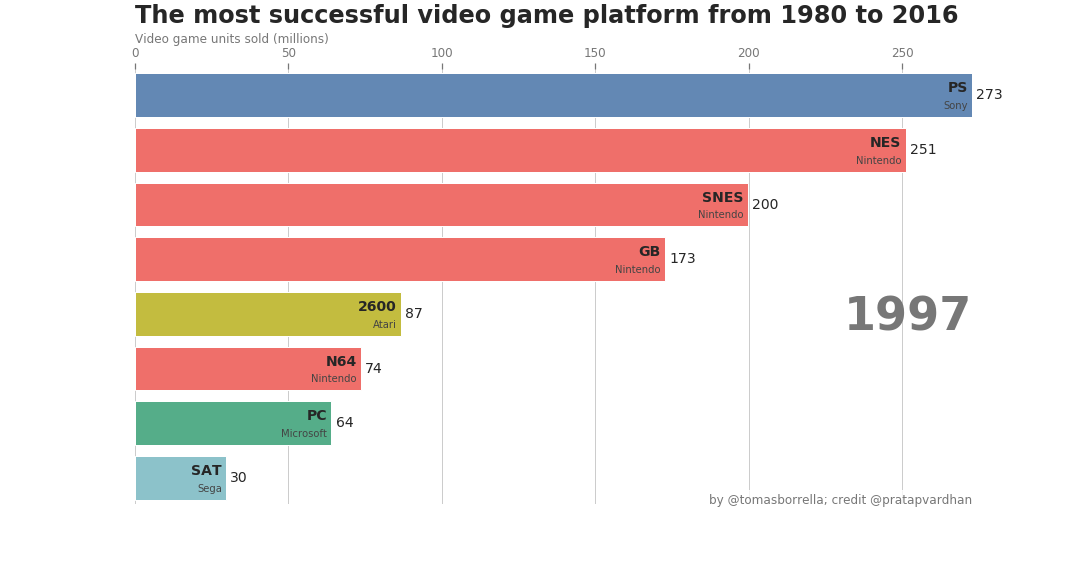 The most successful video game platform from 1980 to 2016
Video game units sold (millions)
0 50 100 150 200 250
PS
Sony
273
NES
Nintendo
251
SNES
Nintendo
200
GB
Nintendo
173
2600
Atari
87
1997
N64
Nintendo
74
PC
Microsoft
64
SAT
Sega
30
by @tomasborrella; credit @pratapvardhan